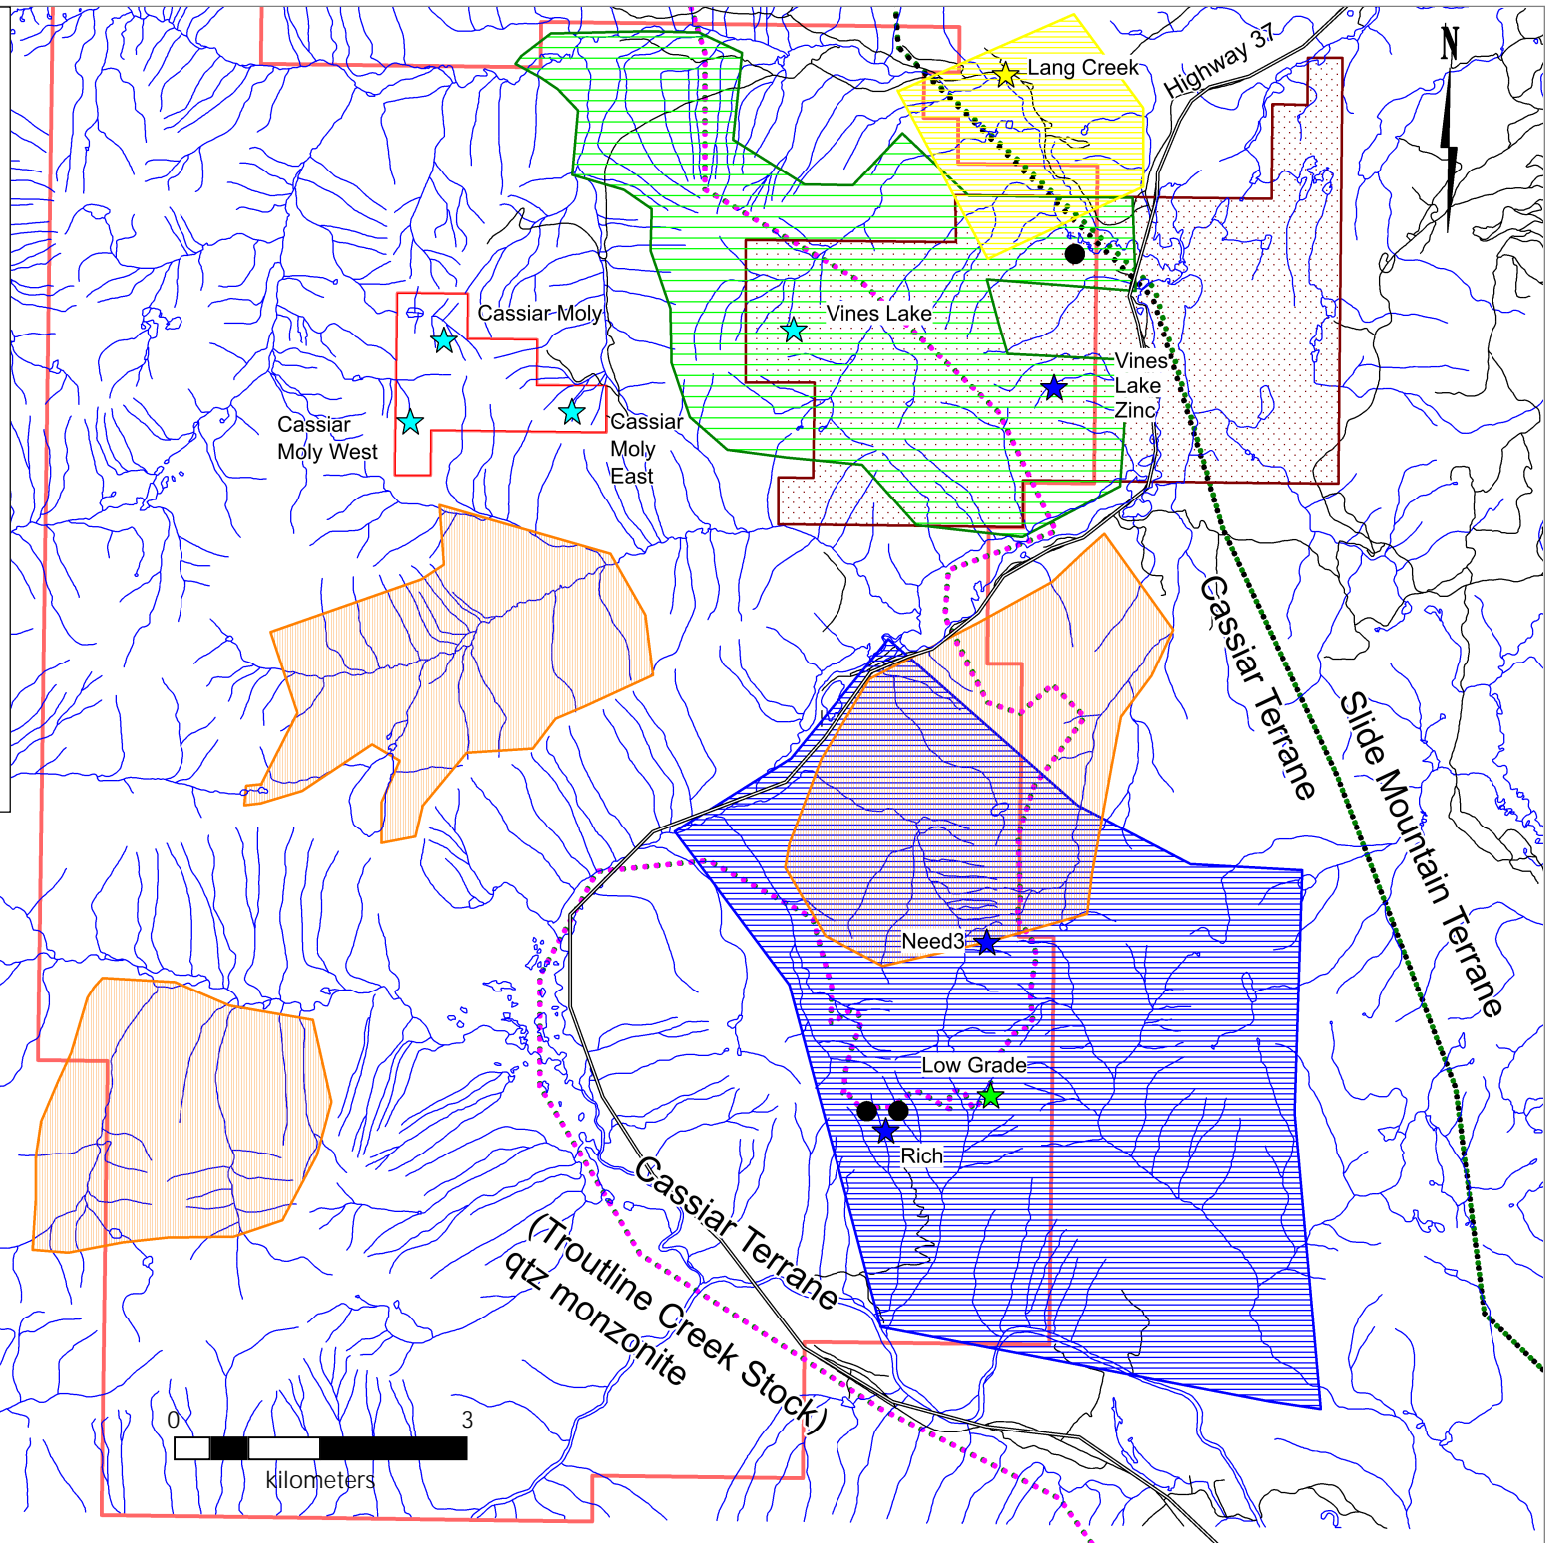 N
Highway 37
Lang Creek
Cassiar Moly
Vines Lake
Vines
Lake
Zinc
Cassiar
Moly West
Cassiar
Moly
East
Cassiar Terrane
Slide Mountain Terrane
Need3
Low Grade
Rich
Cassiar Terrane
(Troutline Creek Stock)
qtz monzonite
0 3
kilometers